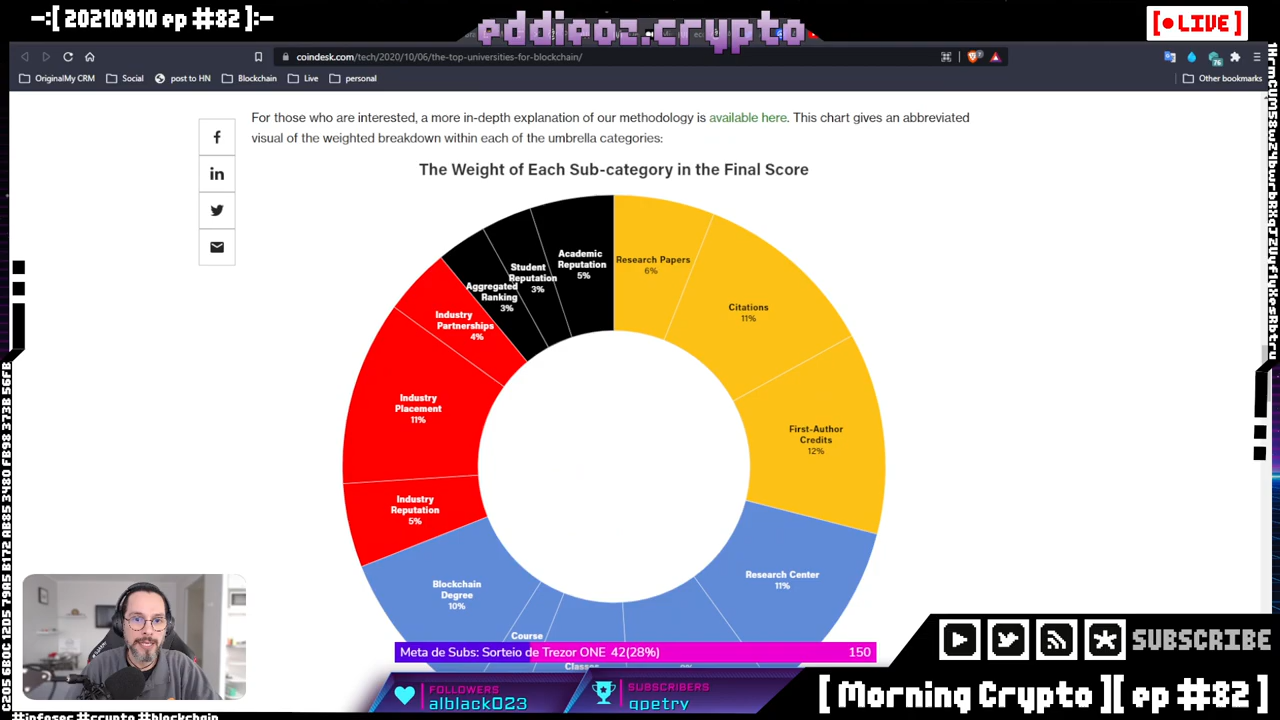 -:[ 20210910 ep #82 ]:-
eddieoz.crypto
[● LIVE]
coindesk.com/tech/2020/10/06/the-top-universities-for-blockchain/
OriginalMy CRM
Social
post to HN
Blockchain
Live
personal
Other bookmarks
For those who are interested, a more in-depth explanation of our methodology is available here. This chart gives an abbreviated
visual of the weighted breakdown within each of the umbrella categories:
The Weight of Each Sub-category in the Final Score
Academic
Reputation
5%
Student
Reputation
3%
Aggregated
Ranking
3%
Research Papers
6%
Citations
11%
Industry
Partnerships
4%
Industry
Placement
11%
First-Author
Credits
12%
Industry
Reputation
5%
Blockchain
Degree
10%
Research Center
11%
Course
Classes
Meta de Subs: Sorteio de Trezor ONE 42(28%)
150
FOLLOWERS
alblack023
SUBSCRIBERS
gpetry
SUBSCRIBE
[ Morning Crypto ][ ep #82 ]
#infosec #crypto #blockchain